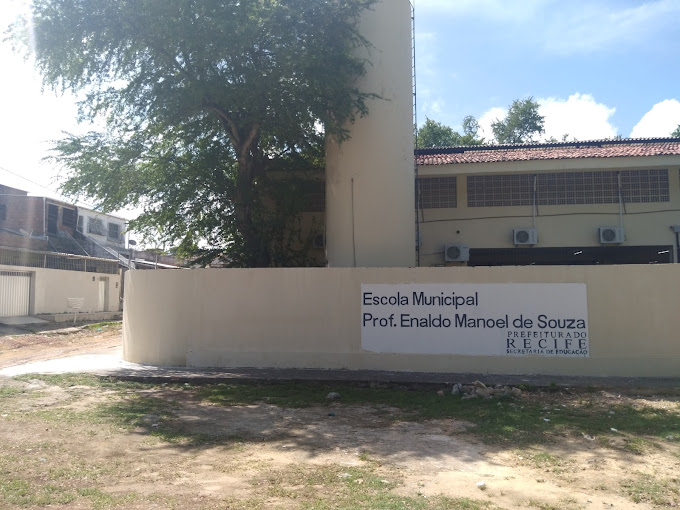 Escola Municipal
Prof. Enaldo Manoel de Souza
PREFEITURA DO
RECIFE
SECRETARIA DE EDUCAÇÃO